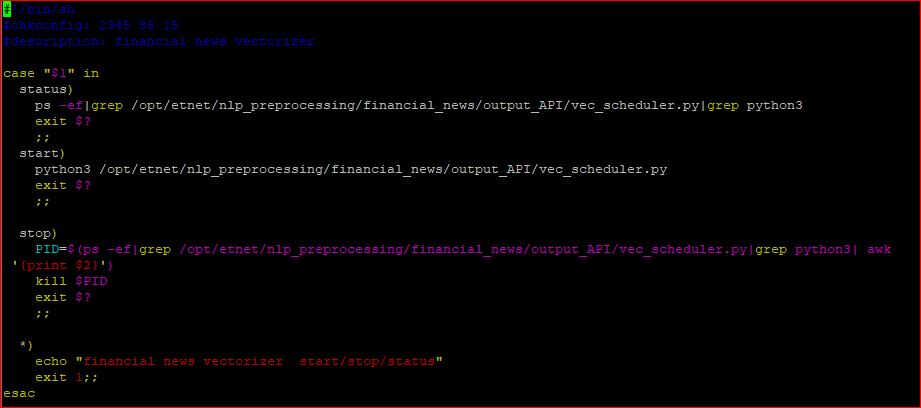 #!/bin/sh
#chkconfig: 2345 85 15
#description: financial news vectorizer
case "$1" in
status)
ps -ef|grep /opt/etnet/nlp_preprocessing/financial_news/output_API/vec_scheduler.py|grep python3
exit $?
;;
start)
python3 /opt/etnet/nlp_preprocessing/financial_news/output_API/vec_scheduler.py
exit $?
;;
stop)
PID=$(ps -ef|grep /opt/etnet/nlp_preprocessing/financial_news/output_API/vec_scheduler.py|grep python3| awk
'{print $2}')
kill $PID
exit $?
;;
*)
echo "financial news vectorizer  start/stop/status"
exit 1;;
esac